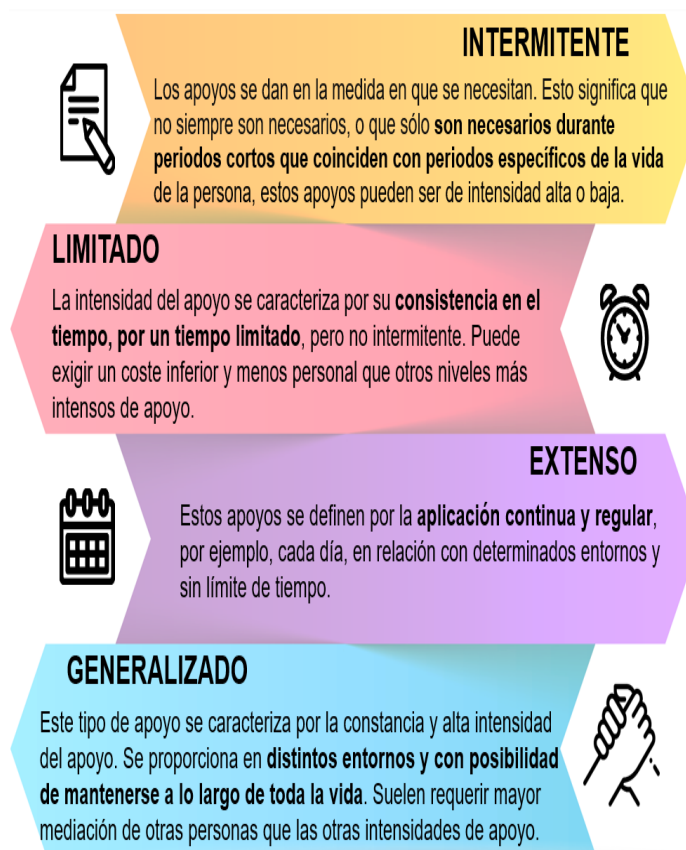 INTERMITENTE
Los apoyos se dan en la medida en que se necesitan. Esto significa que
no siempre son necesarios, o que sólo son necesarios durante
periodos cortos que coinciden con periodos específicos de la vida
de la persona, estos apoyos pueden ser de intensidad alta o baja.
LIMITADO
La intensidad del apoyo se caracteriza por su consistencia en el
tiempo, por un tiempo limitado, pero no intermitente. Puede
exigir un coste inferior y menos personal que otros niveles más
intensos de apoyo.
EXTENSO
Estos apoyos se definen por la aplicación continua y regular,
por ejemplo, cada día, en relación con determinados entornos y
sin límite de tiempo.
GENERALIZADO
Este tipo de apoyo se caracteriza por la constancia y alta intensidad
del apoyo. Se proporciona en distintos entornos y con posibilidad
de mantenerse a lo largo de toda la vida. Suelen requerir mayor
mediación de otras personas que las otras intensidades de apoyo.